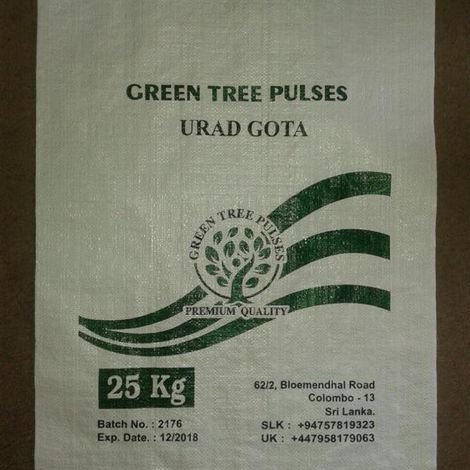 GREEN TREE PULSES
URAD GOTA
GREEN TREE PULSES
PREMIUM QUALITY
25 Kg
Batch No. : 2176
Exp. Date. : 12/2018
62/2, Bloemendhal Road
Colombo - 13
Sri Lanka.
SLK : +94757819323
UK : +447958179063